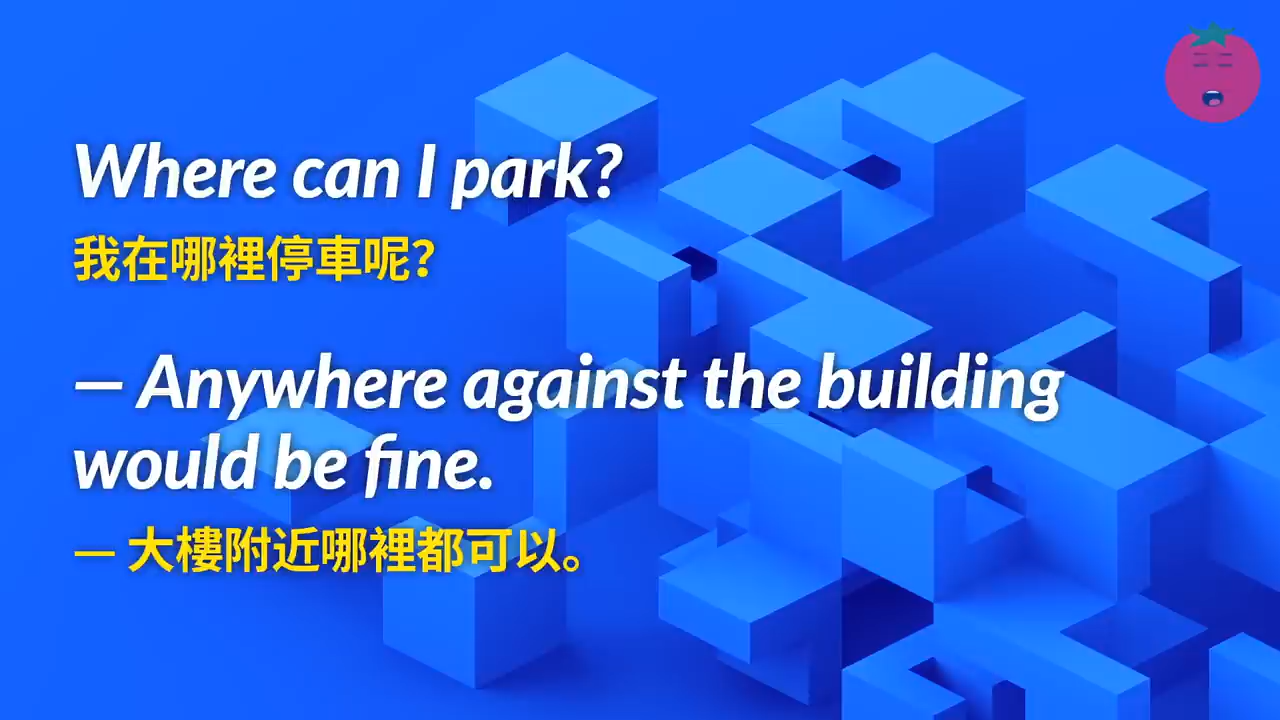 Where can I park?
我在哪裡停車呢?
— Anywhere against the building
would be fine.
— 大樓附近哪裡都可以。